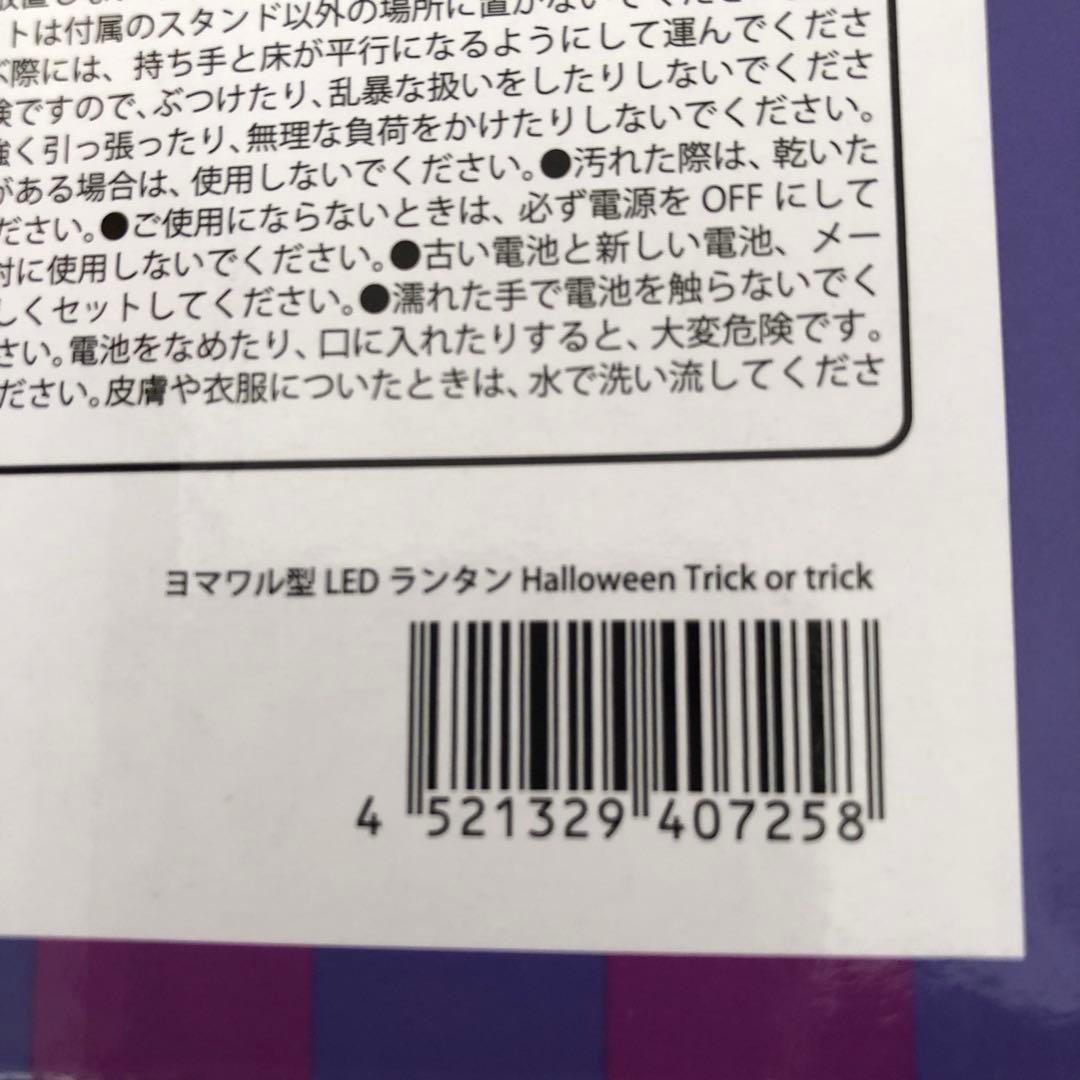 トは付属のスタンド以外の場所に置かないでくださ
際には、持ち手と床が平行になるようにして運んでくださ
険ですので、ぶつけたり、乱暴な扱いをしたりしないでくださ
強く引っ張ったり、無理な負荷をかけたりしないでください。
がある場合は、使用しないでください。●汚れた際は、乾いた
ださい。●ご使用にならないときは、必ず電源を OFF にして
に使用しないでください。●古い電池と新しい電池、メー
しくセットしてください。●濡れた手で電池を触らないでく
さい。電池をなめたり、口に入れたりすると、大変危険です。
ださい。皮膚や衣服についたときは、水で洗い流してくださ
ヨマワル型 LED ランタン Halloween Trick or trick
4 521329 407258